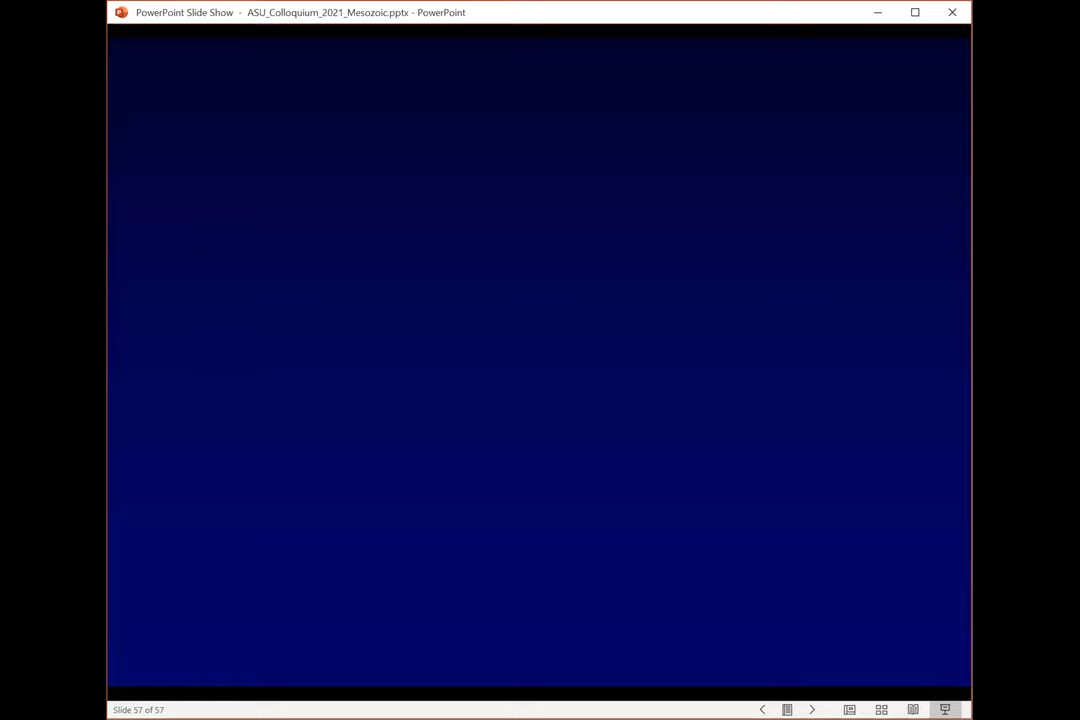 PowerPoint Slide Show - ASU_Colloquium_2021_Mesozoic.pptx - PowerPoint
Slide 57 of 57